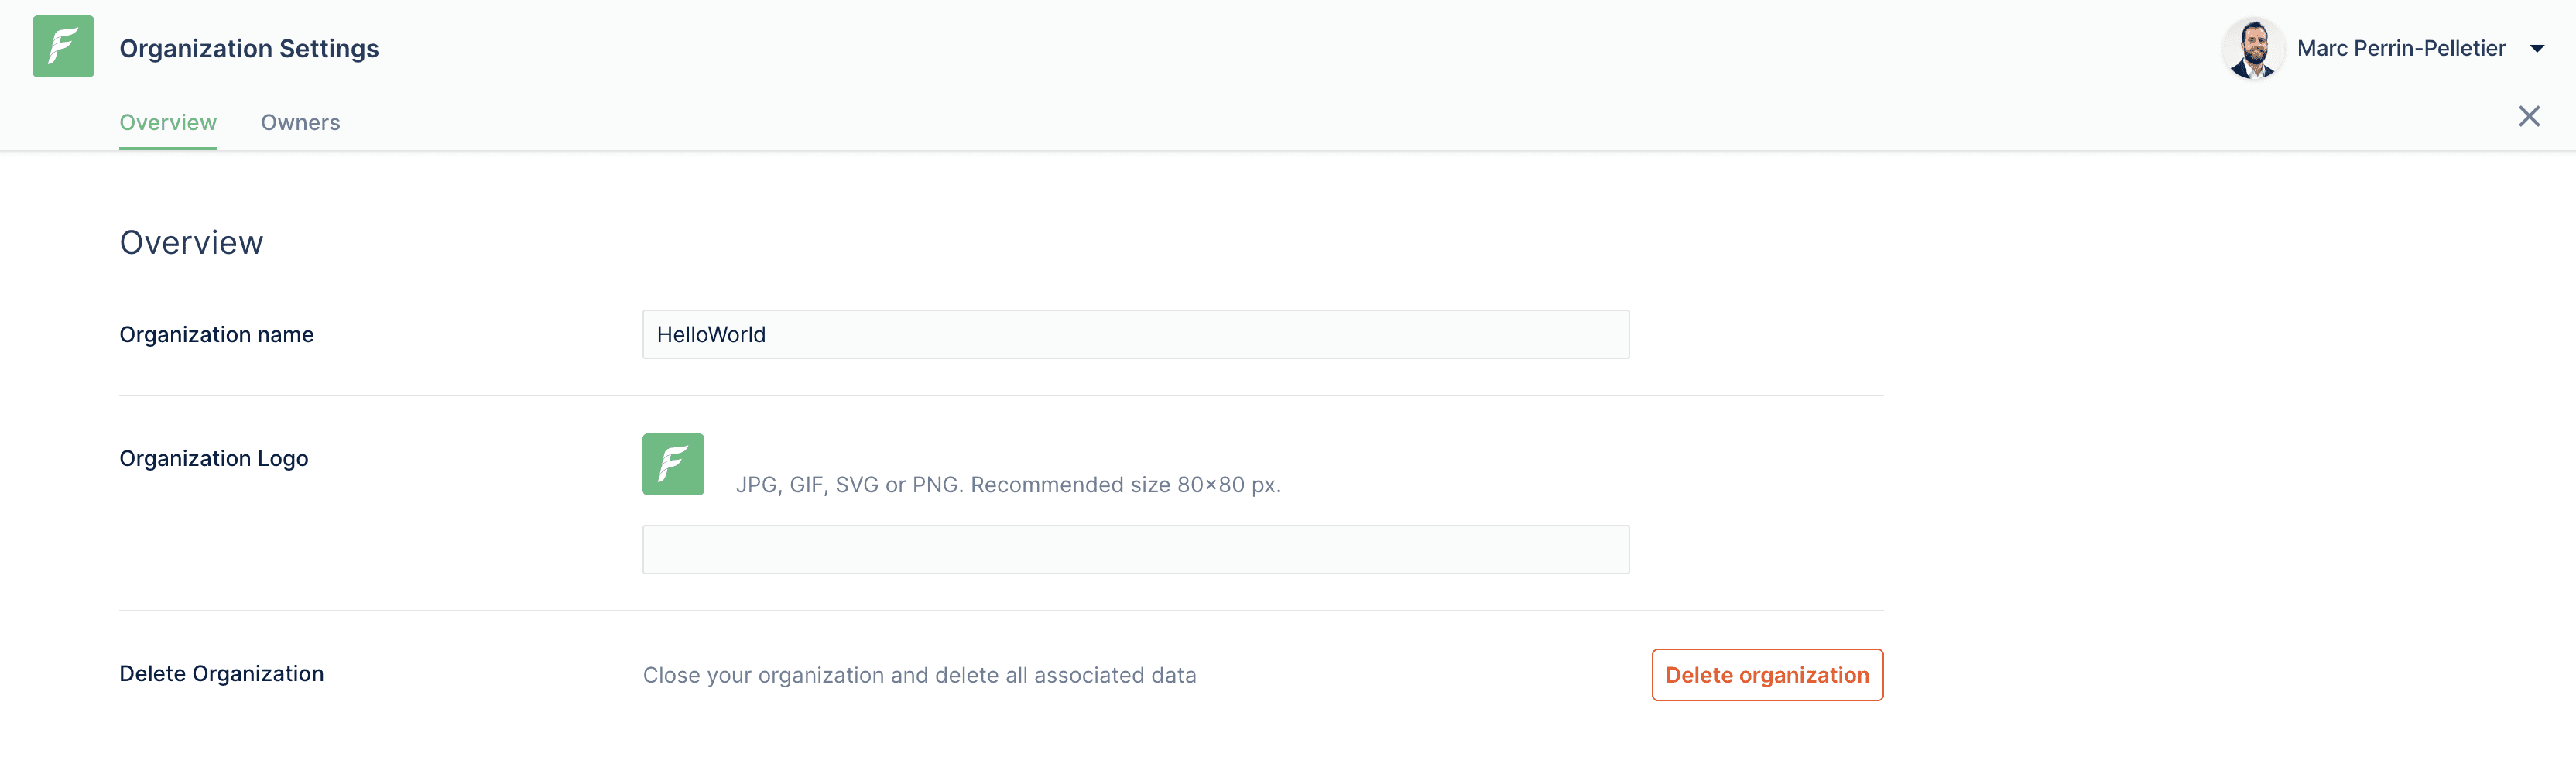 Organization Settings
Marc Perrin-Pelletier
Overview
Owners
Overview
Organization name
HelloWorld
Organization Logo
JPG, GIF, SVG or PNG. Recommended size 80×80 px.
Delete Organization
Close your organization and delete all associated data
Delete organization